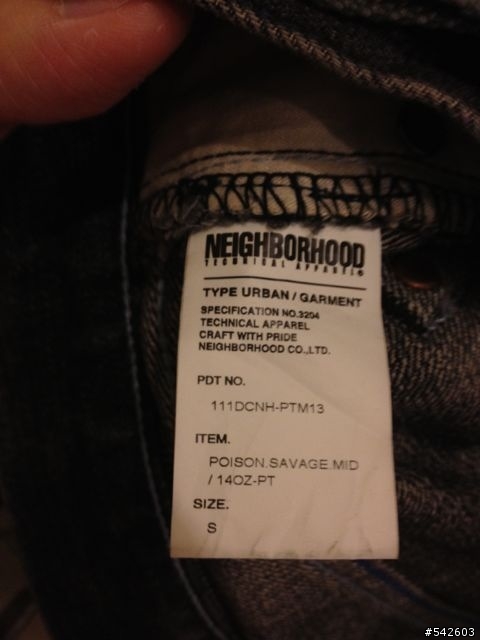 NEIGHBORHOOD
TECHNICAL APPAREL®
TYPE URBAN / GARMENT
SPECIFICATION NO.3204
TECHNICAL APPAREL
CRAFT WITH PRIDE
NEIGHBORHOOD CO.,LTD.
PDT NO.
111DCNH-PTM13
ITEM.
POISON.SAVAGE.MID
/ 14OZ-PT
SIZE.
S
#542603